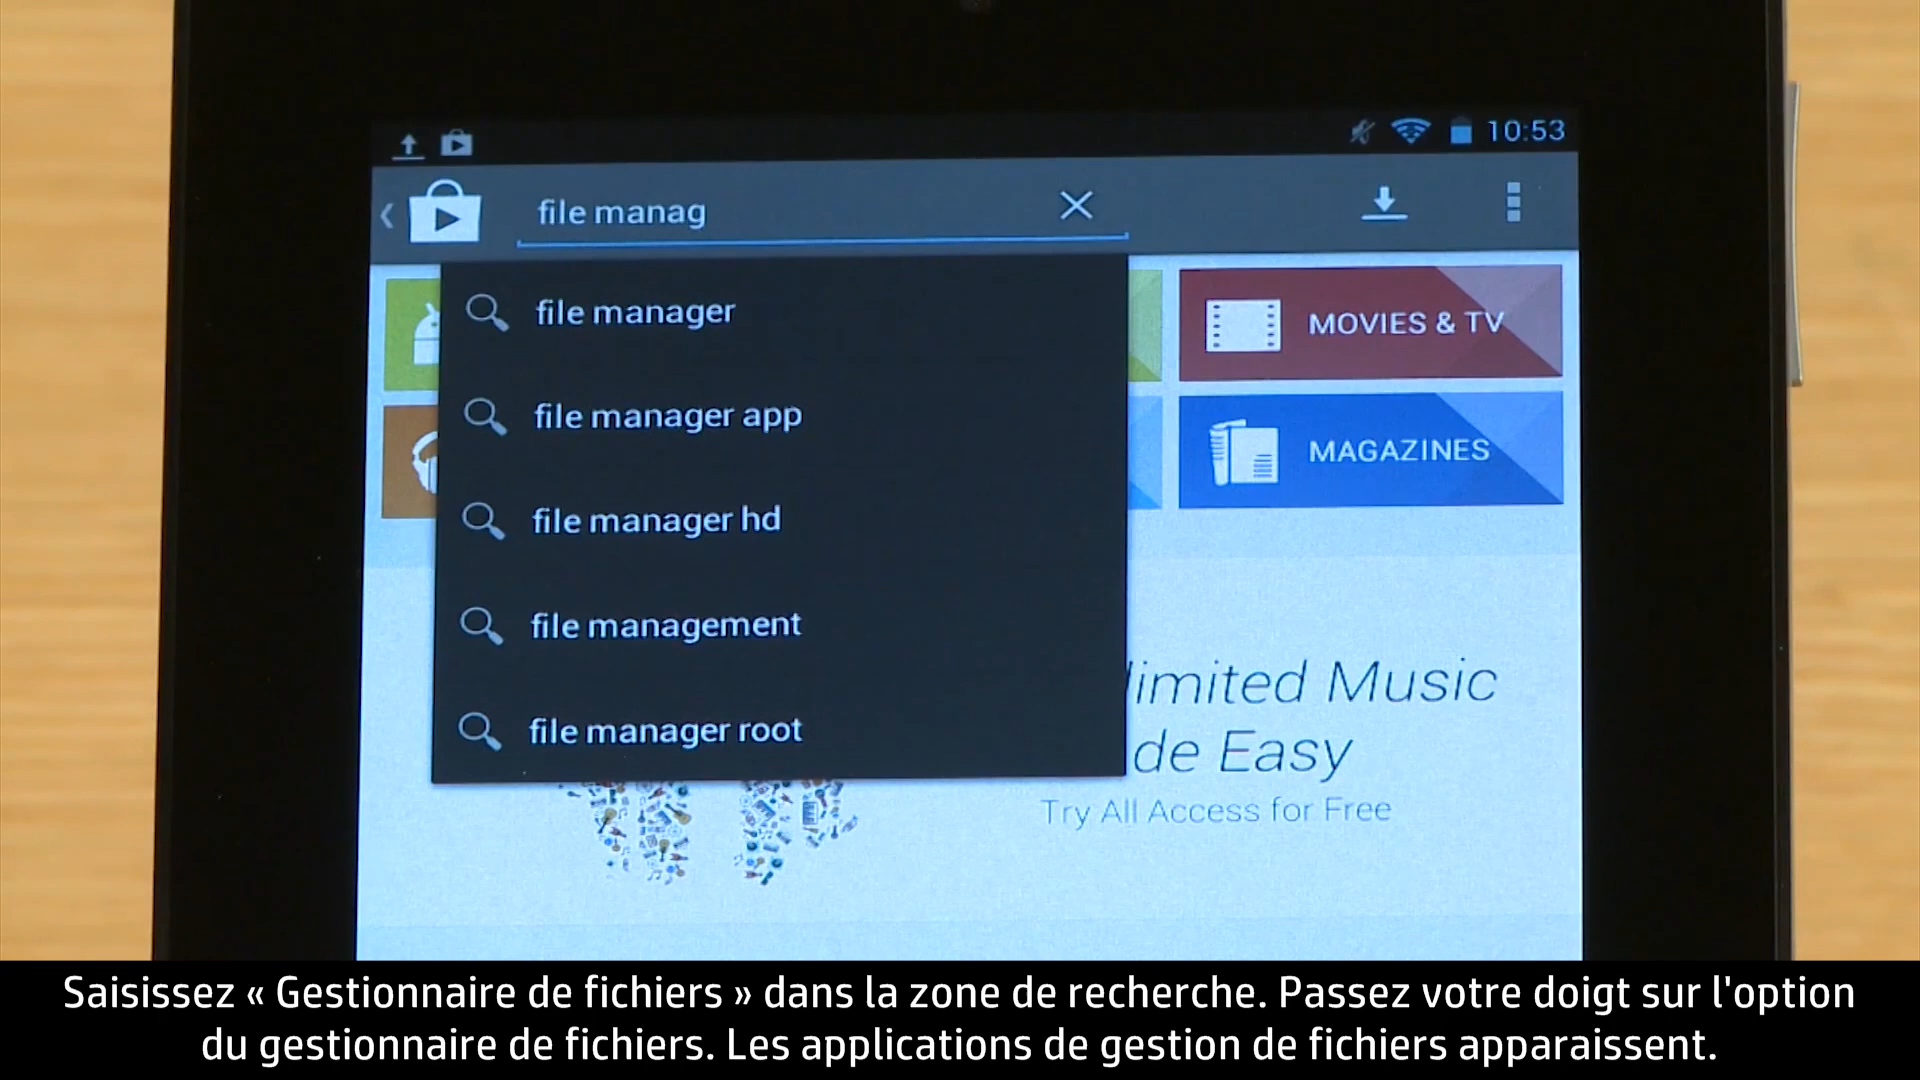 10:53
file manag
file manager
file manager app
file manager hd
file management
file manager root
MOVIES & TV
MAGAZINES
limited Music
de Easy
Try All Access for Free
Saisissez « Gestionnaire de fichiers » dans la zone de recherche. Passez votre doigt sur l'option
du gestionnaire de fichiers. Les applications de gestion de fichiers apparaissent.